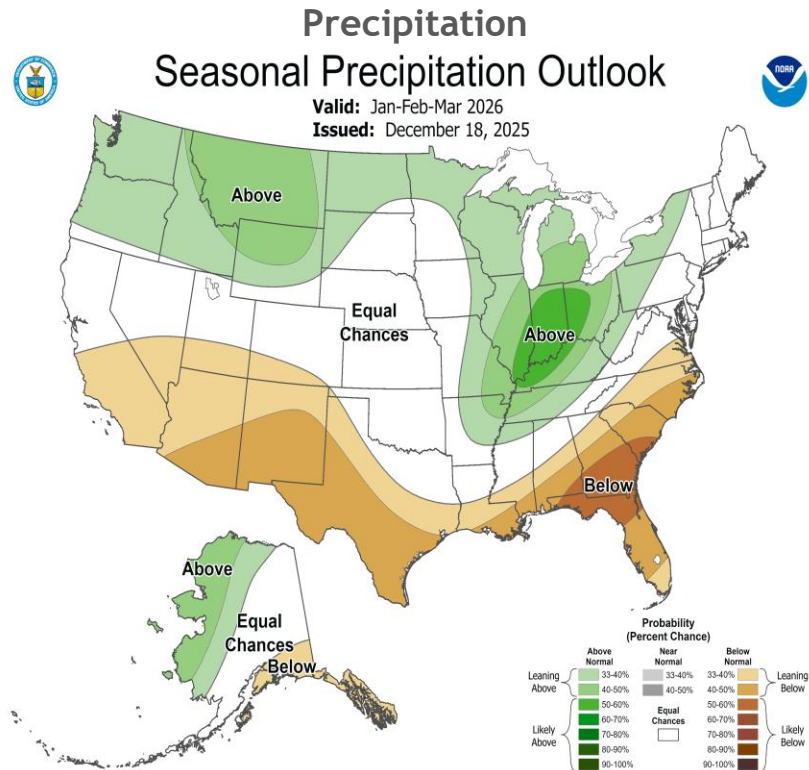 Precipitation
Seasonal Precipitation Outlook
Valid: Jan-Feb-Mar 2026
Issued: December 18, 2025
NOAA
Above
Equal
Chances
Above
Below
Above
Equal
Chances
Below
Probability
(Percent Chance)
Above Normal
Near Normal
Below Normal
Leaning Above
33-40% 33-40% 33-40%
40-50% 40-50% 40-50%
Leaning Below
Likely Above
50-60% Equal Chances 50-60%
60-70% 60-70%
70-80% 70-80%
80-90% 80-90%
90-100% 90-100%
Likely Below